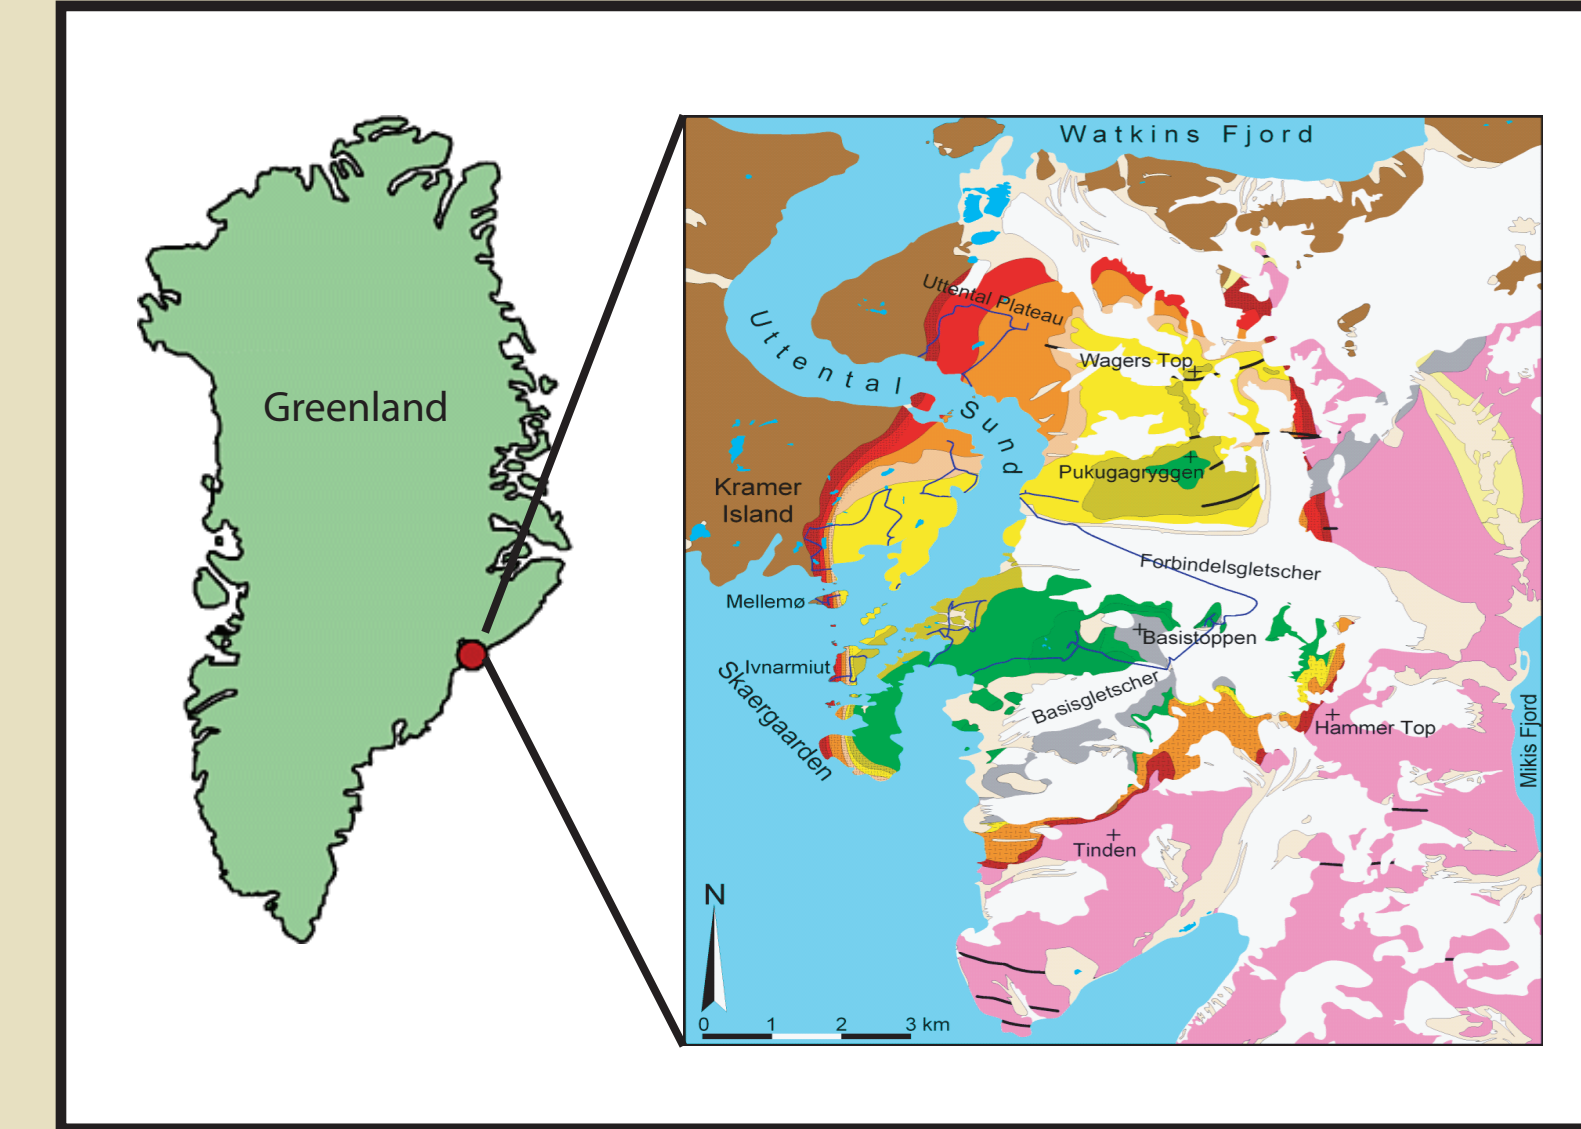 Greenland
Watkins Fjord
Uttental Plateau
Uttental Sund
Wagers Top
Pukugagryggen
Kramer
Island
Forbindelsgletscher
Mellemø
Basistoppen
Ivnarmiut
Skaergaarden
Basisgletscher
Hammer Top
Mikis Fjord
Tinden
N
0 1 2 3 km